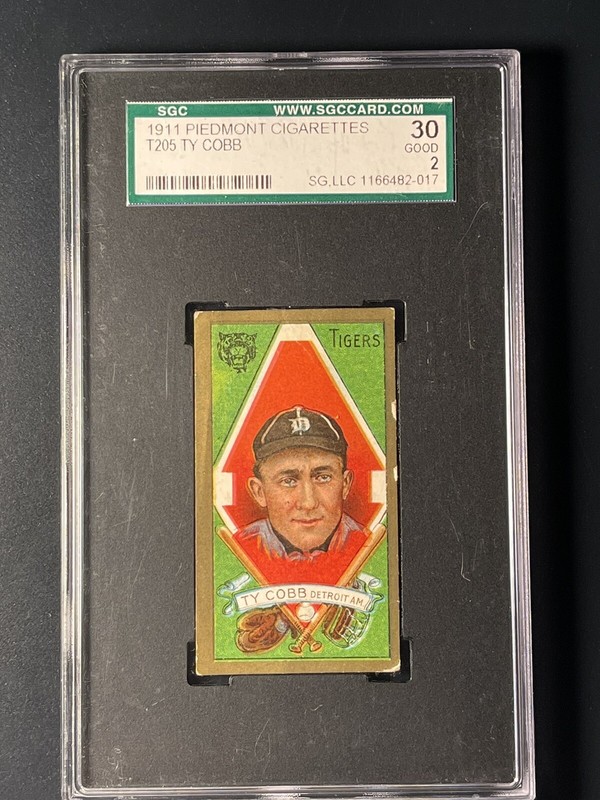 SGC WWW.SGCCARD.COM
1911 PIEDMONT CIGARETTES 30
T205 TY COBB GOOD
2
SG,LLC 1166482-017
TIGERS
D
TY COBB DETROIT AM.